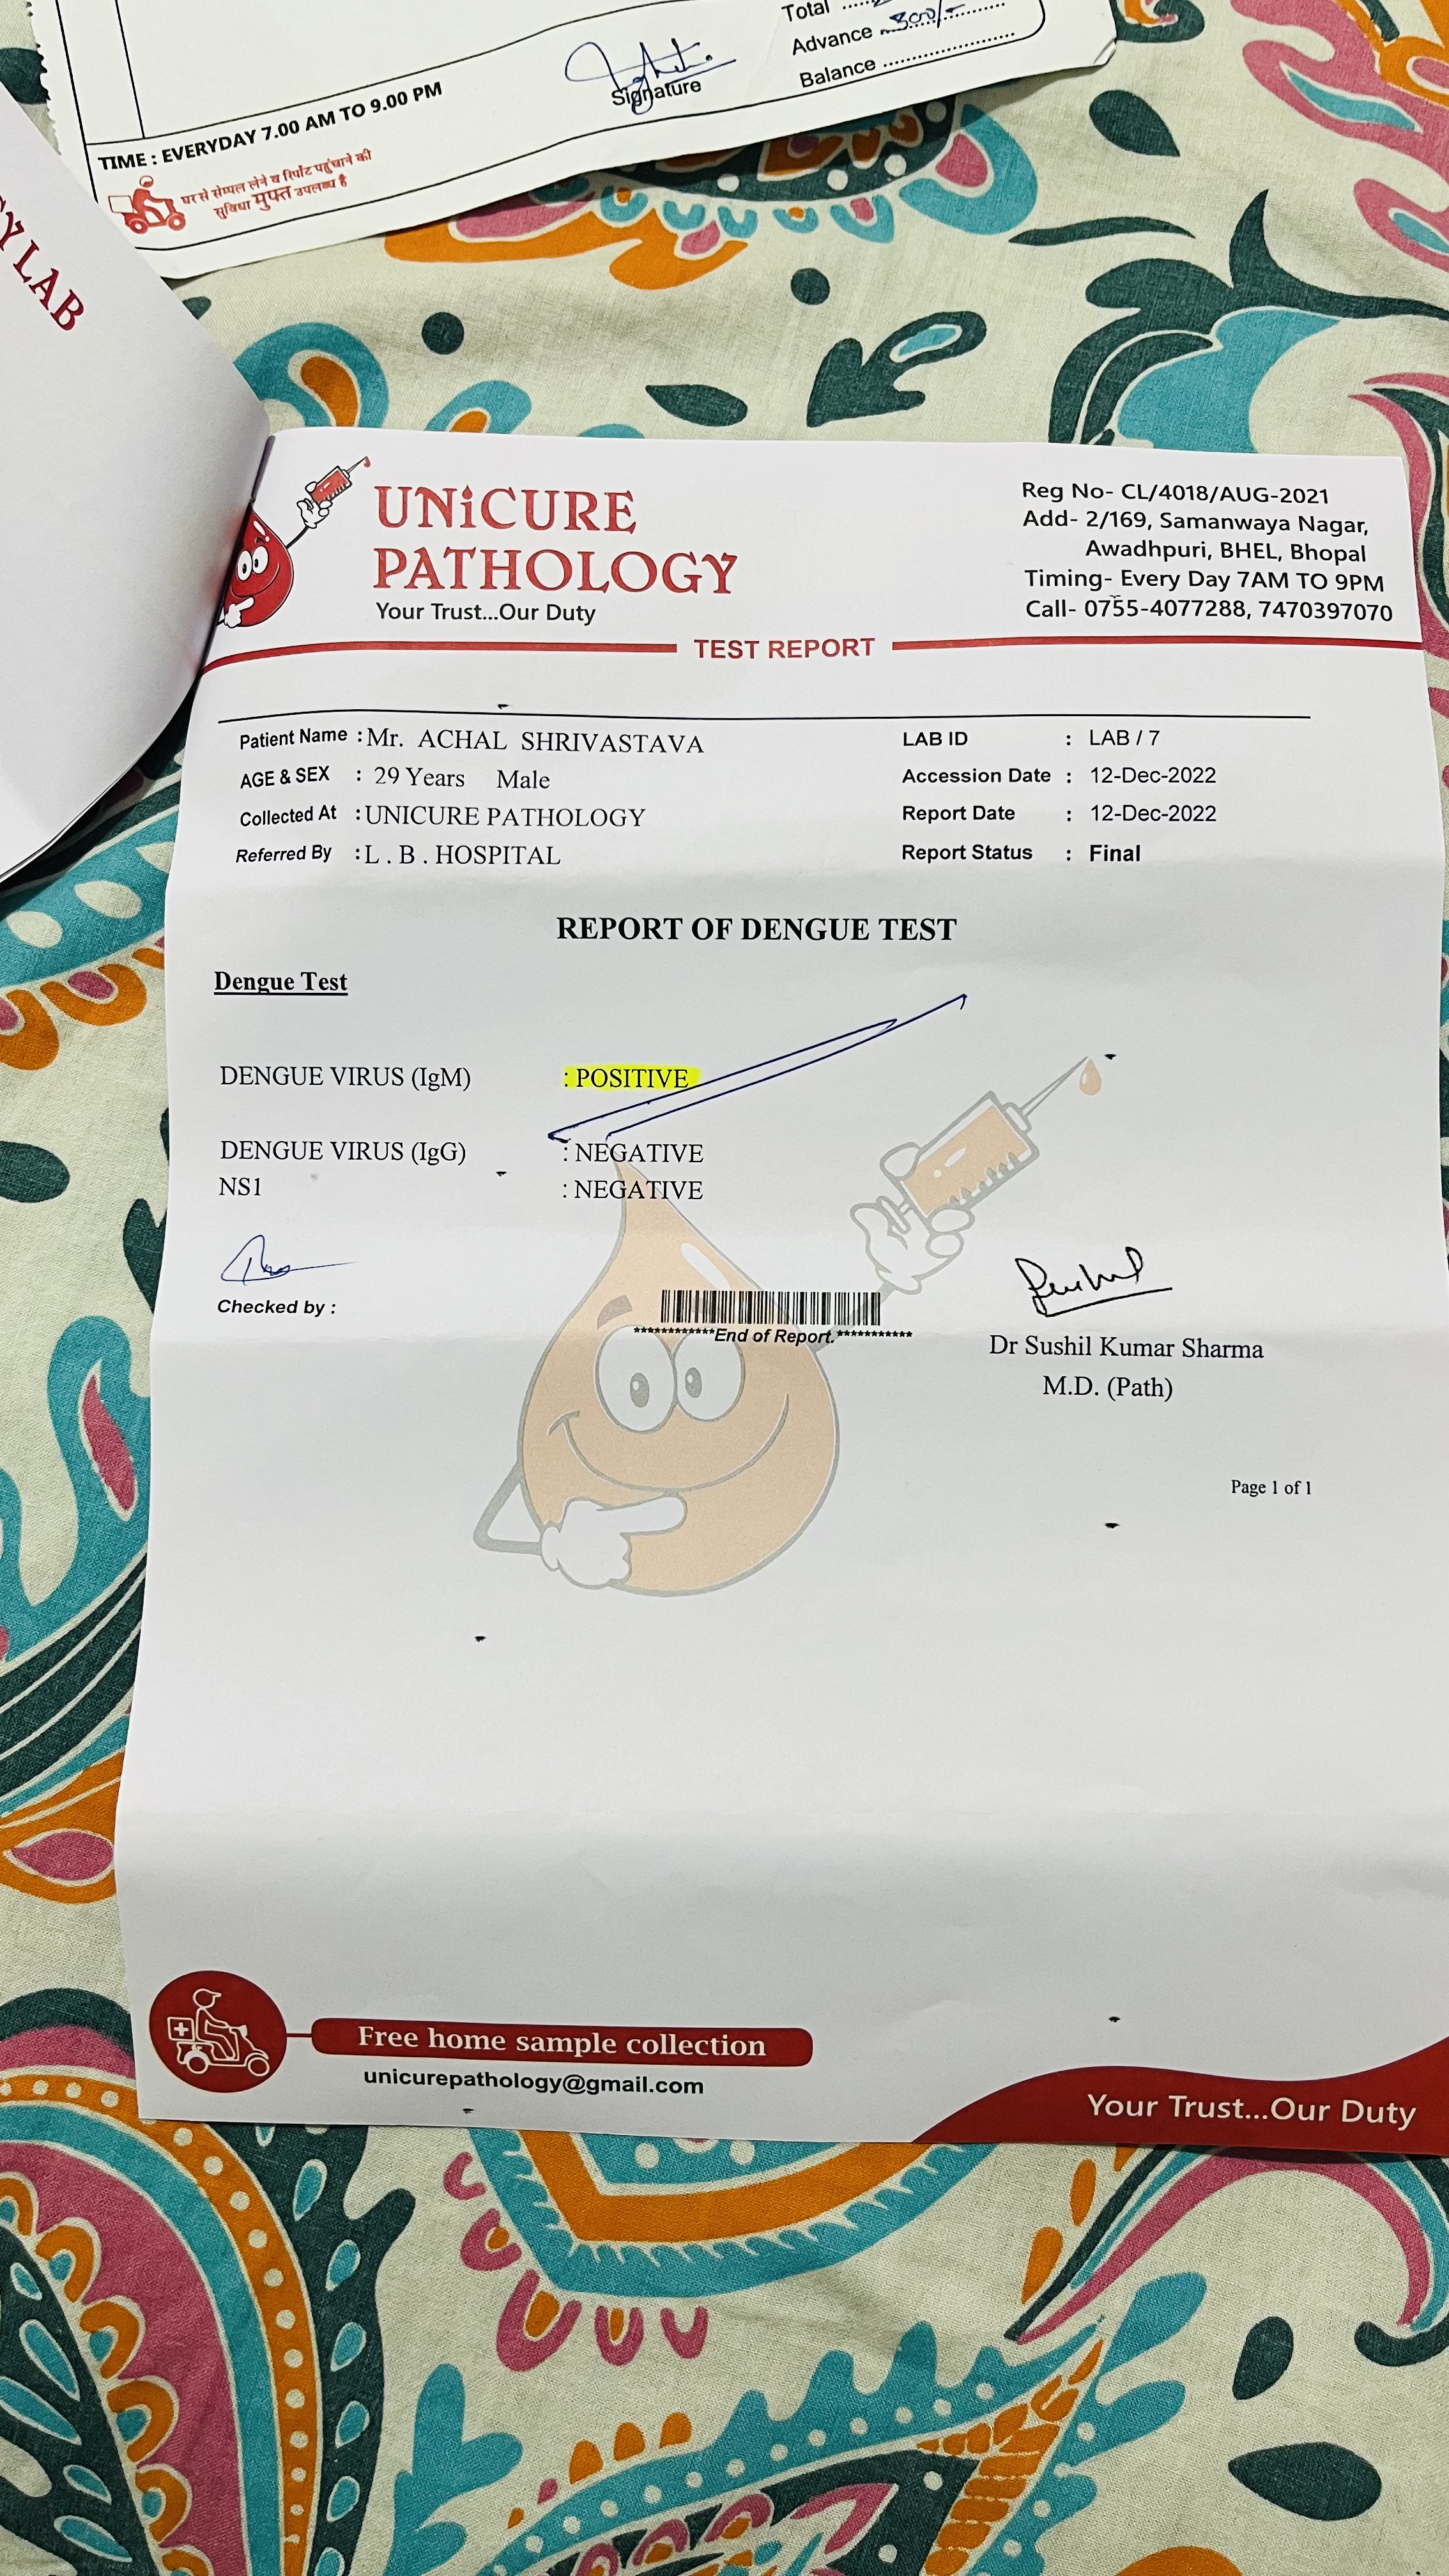 Total
Advance 300/-
Balance
Signature
TIME : EVERYDAY 7.00 AM TO 9.00 PM
घर से सेम्पल लेने व रिर्पोट पहुंचाने की
सुविधा मुफ्त उपलब्ध है
LAB
UNiCURE
PATHOLOGY
Your Trust...Our Duty
Reg No- CL/4018/AUG-2021
Add- 2/169, Samanwaya Nagar,
Awadhpuri, BHEL, Bhopal
Timing- Every Day 7AM TO 9PM
Call- 0755-4077288, 7470397070
TEST REPORT
Patient Name : Mr. ACHAL SHRIVASTAVA
LAB ID : LAB / 7
AGE & SEX : 29 Years Male
Accession Date : 12-Dec-2022
Collected At : UNICURE PATHOLOGY
Report Date : 12-Dec-2022
Referred By : L . B . HOSPITAL
Report Status : Final
REPORT OF DENGUE TEST
Dengue Test
DENGUE VIRUS (IgM) : POSITIVE
DENGUE VIRUS (IgG) : NEGATIVE
NS1 : NEGATIVE
Checked by :
************End of Report.***********
Dr Sushil Kumar Sharma
M.D. (Path)
Page 1 of 1
Free home sample collection
unicurepathology@gmail.com
Your Trust...Our Duty